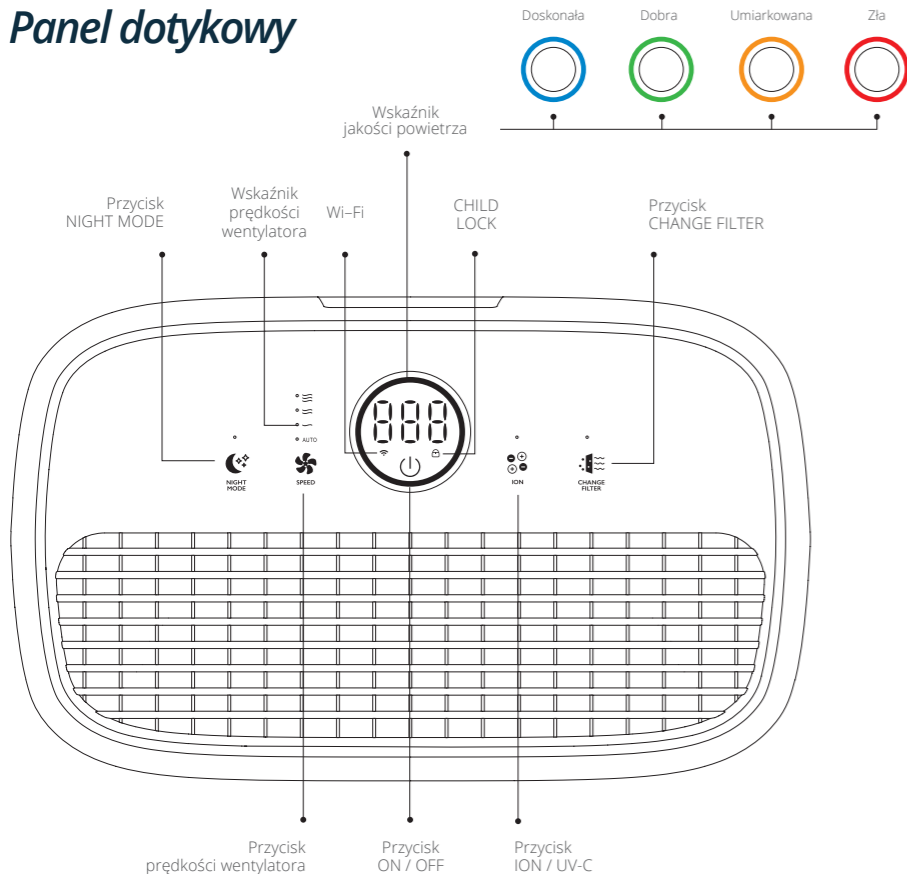 Panel dotykowy
Doskonała
Dobra
Umiarkowana
Zła
Wskaźnik
jakości powietrza
Przycisk
NIGHT MODE
Wskaźnik
prędkości
wentylatora
Wi–Fi
CHILD
LOCK
Przycisk
CHANGE FILTER
888
AUTO
NIGHT
MODE
SPEED
ION
CHANGE
FILTER
Przycisk
prędkości wentylatora
Przycisk
ON / OFF
Przycisk
ION / UV-C